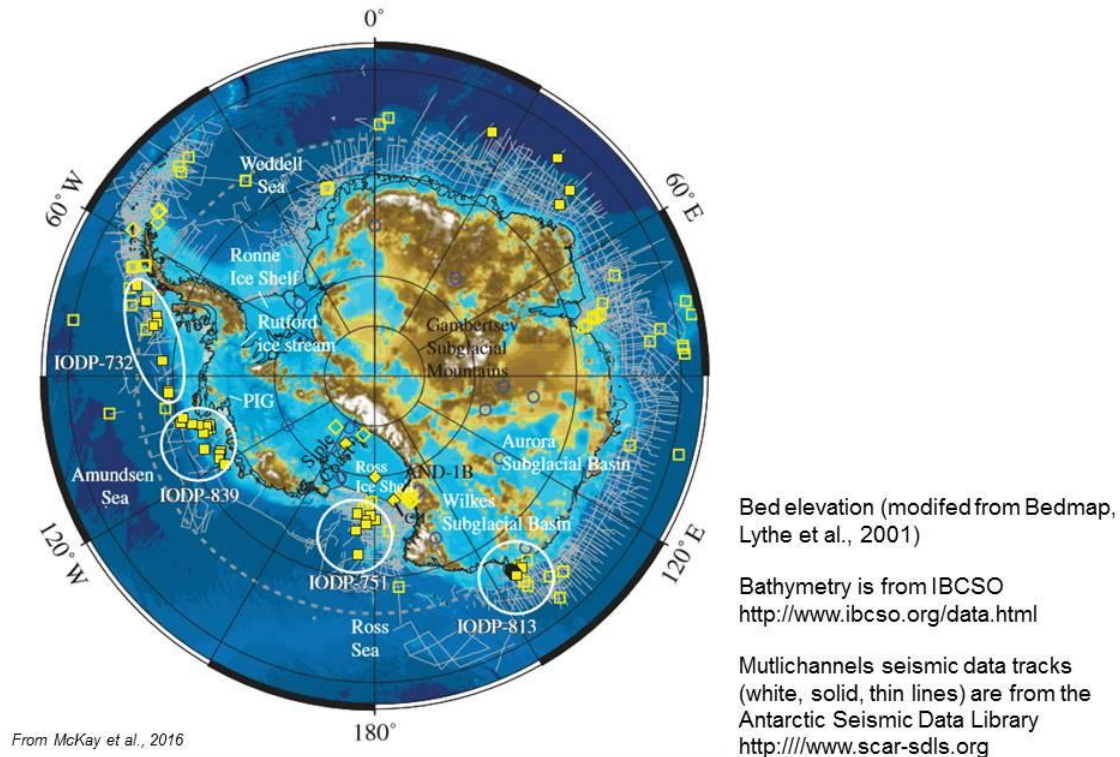 0°
60° W
60° E
Weddell
Sea
Ronne
Ice Shelf
Rutford
ice stream
Gambertsev
Subglacial
Mountains
IODP-732
PIG
Siple
Coast
Aurora
Subglacial Basin
Amundsen
Sea
IODP-839
Ross
Ice She
AND-1B
Wilkes
Subglacial Basin
120° W
120° E
IODP-751
IODP-813
Ross
Sea
180°
From McKay et al., 2016
Bed elevation (modifed from Bedmap,
Lythe et al., 2001)
Bathymetry is from IBCSO
http://www.ibcso.org/data.html
Mutlichannels seismic data tracks
(white, solid, thin lines) are from the
Antarctic Seismic Data Library
http:////www.scar-sdls.org